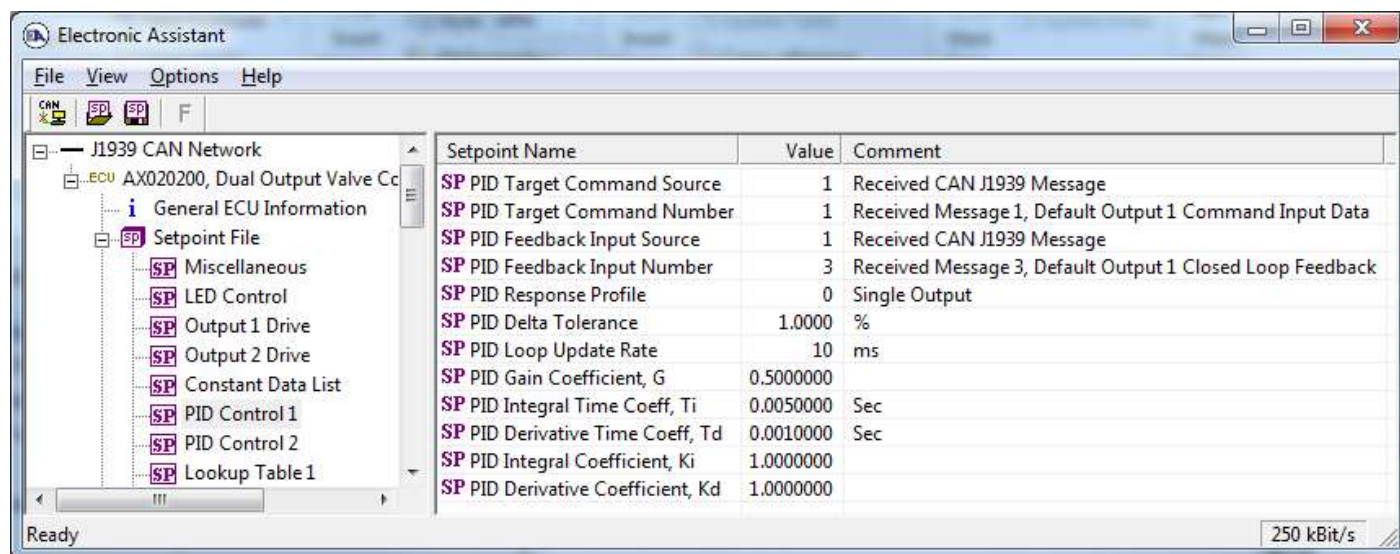 EA Electronic Assistant
File View Options Help
CAN SP SP F
J1939 CAN Network
ECU AX020200, Dual Output Valve Cc
i General ECU Information
SP Setpoint File
SP Miscellaneous
SP LED Control
SP Output 1 Drive
SP Output 2 Drive
SP Constant Data List
SP PID Control 1
SP PID Control 2
SP Lookup Table 1
Setpoint Name Value Comment
SP PID Target Command Source 1 Received CAN J1939 Message
SP PID Target Command Number 1 Received Message 1, Default Output 1 Command Input Data
SP PID Feedback Input Source 1 Received CAN J1939 Message
SP PID Feedback Input Number 3 Received Message 3, Default Output 1 Closed Loop Feedback
SP PID Response Profile 0 Single Output
SP PID Delta Tolerance 1.0000 %
SP PID Loop Update Rate 10 ms
SP PID Gain Coefficient, G 0.5000000
SP PID Integral Time Coeff, Ti 0.0050000 Sec
SP PID Derivative Time Coeff, Td 0.0010000 Sec
SP PID Integral Coefficient, Ki 1.0000000
SP PID Derivative Coefficient, Kd 1.0000000
Ready 250 kBit/s